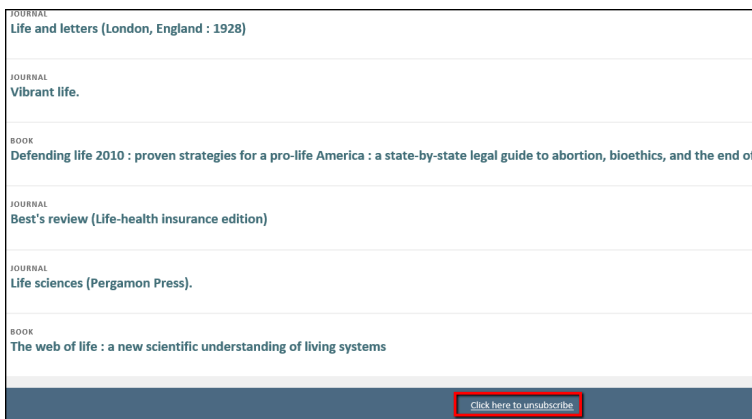 JOURNAL
Life and letters (London, England : 1928)
JOURNAL
Vibrant life.
BOOK
Defending life 2010 : proven strategies for a pro-life America : a state-by-state legal guide to abortion, bioethics, and the end of
JOURNAL
Best's review (Life-health insurance edition)
JOURNAL
Life sciences (Pergamon Press).
BOOK
The web of life : a new scientific understanding of living systems
Click here to unsubscribe